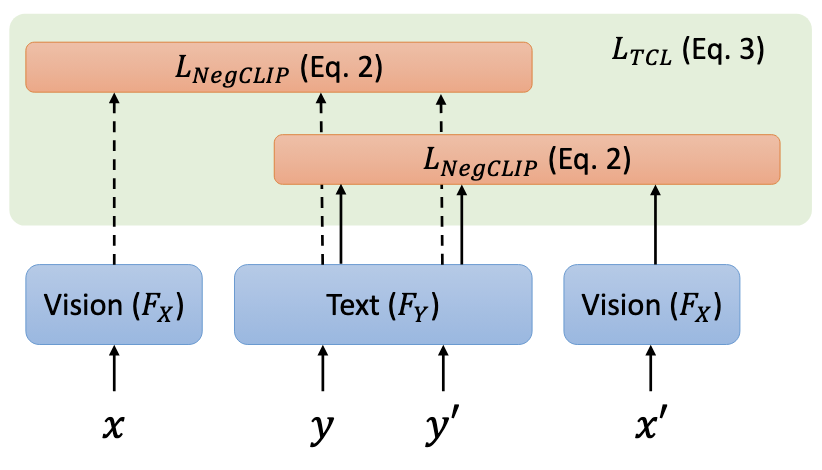 L_{NegCLIP} (Eq. 2)
L_{TCL} (Eq. 3)
L_{NegCLIP} (Eq. 2)
Vision (F_X)
Text (F_Y)
Vision (F_X)
x
y
y′
x′